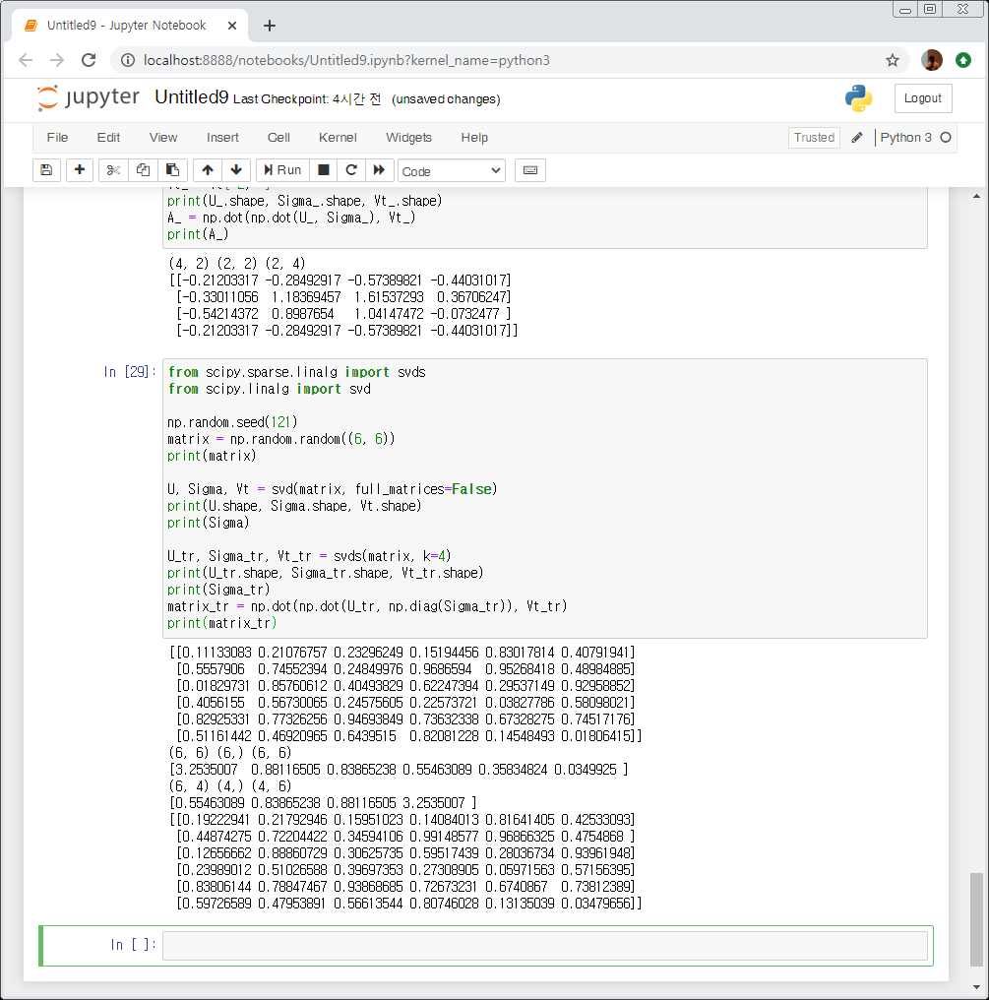 Untitled9 - Jupyter Notebook
localhost:8888/notebooks/Untitled9.ipynb?kernel_name=python3
jupyter Untitled9 Last Checkpoint: 4시간 전 (unsaved changes)
Logout
File Edit View Insert Cell Kernel Widgets Help
Trusted
Python 3
Run
Code
print(U_.shape, Sigma_.shape, Vt_.shape)
A_ = np.dot(np.dot(U_, Sigma_), Vt_)
print(A_)
(4, 2) (2, 2) (2, 4)
[[-0.21203317 -0.28492917 -0.57389821 -0.44031017]
[-0.33011056 1.18369457 1.61537293 0.36706247]
[-0.54214372 0.8987654 1.04147472 -0.0732477 ]
[-0.21203317 -0.28492917 -0.57389821 -0.44031017]]
In [29]:
from scipy.sparse.linalg import svds
from scipy.linalg import svd
np.random.seed(121)
matrix = np.random.random((6, 6))
print(matrix)
U, Sigma, Vt = svd(matrix, full_matrices=False)
print(U.shape, Sigma.shape, Vt.shape)
print(Sigma)
U_tr, Sigma_tr, Vt_tr = svds(matrix, k=4)
print(U_tr.shape, Sigma_tr.shape, Vt_tr.shape)
print(Sigma_tr)
matrix_tr = np.dot(np.dot(U_tr, np.diag(Sigma_tr)), Vt_tr)
print(matrix_tr)
[[0.11133083 0.21076757 0.23296249 0.15194456 0.83017814 0.40791941]
[0.5557906 0.74552394 0.24849976 0.9686594 0.95268418 0.48984885]
[0.01829731 0.85760612 0.40493829 0.62247394 0.29537149 0.92958852]
[0.4056155 0.56730065 0.24575605 0.22573721 0.03827786 0.58098021]
[0.82925331 0.77326256 0.94693849 0.73632338 0.67328275 0.74517176]
[0.51161442 0.46920965 0.6439515 0.82081228 0.14548493 0.01806415]]
(6, 6) (6,) (6, 6)
[3.2535007 0.88116505 0.83865238 0.55463089 0.35834824 0.0349925 ]
(6, 4) (4,) (4, 6)
[0.55463089 0.83865238 0.88116505 3.2535007 ]
[[0.19222941 0.21792946 0.15951023 0.14084013 0.81641405 0.42533093]
[0.44874275 0.72204422 0.34594106 0.99148577 0.96866325 0.4754868 ]
[0.12656662 0.88860729 0.30625735 0.59517439 0.28036734 0.93961948]
[0.23989012 0.51026588 0.39697353 0.27308905 0.05971563 0.57156395]
[0.83806144 0.78847467 0.93868685 0.72673231 0.6740867 0.73812389]
[0.59726589 0.47953891 0.56613544 0.80746028 0.13135039 0.03479656]]
In [ ]: